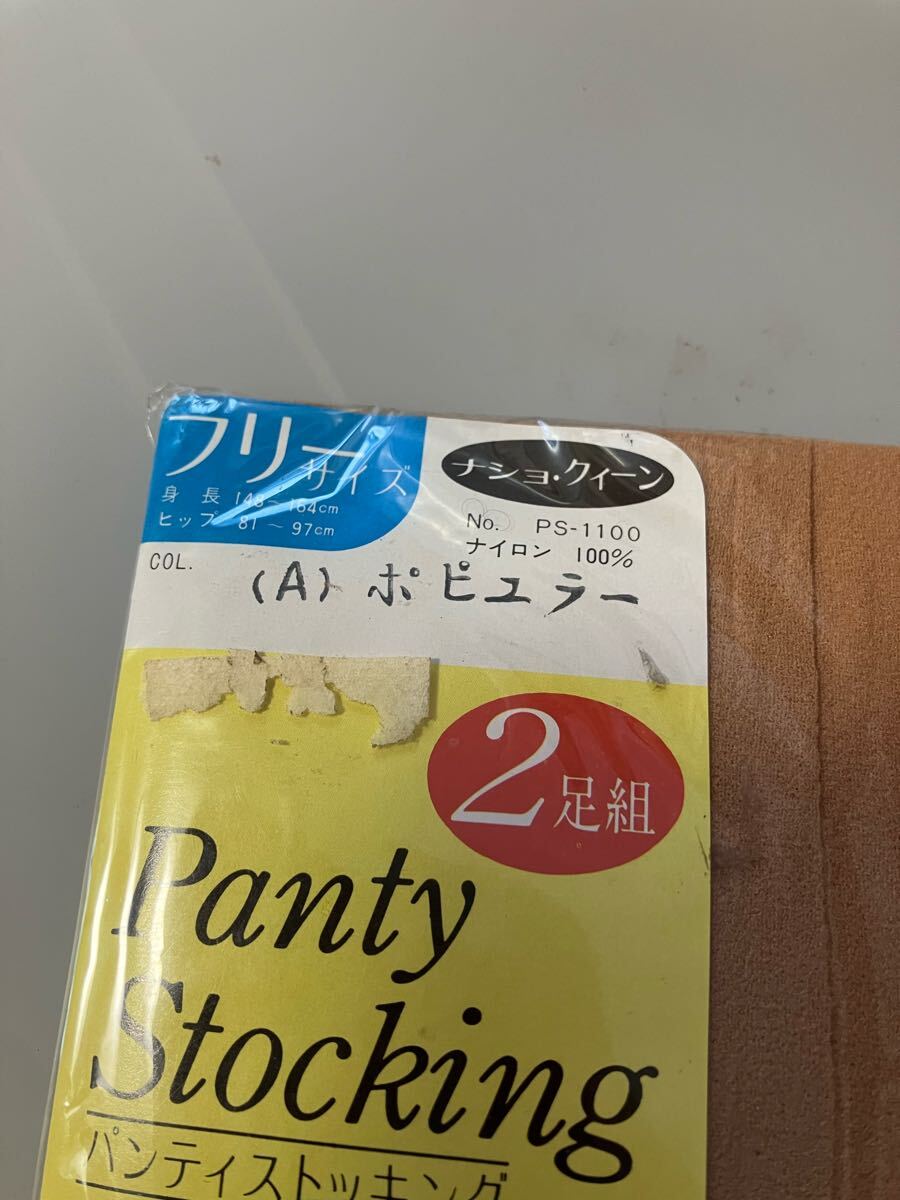 フリーサイズ
身長 148〜164cm
ヒップ 81〜97cm
ナショ・クィーン
No. PS-1100
ナイロン 100%
COL.
(A) ポピュラー
2足組
Panty
Stocking
パンティストッキング